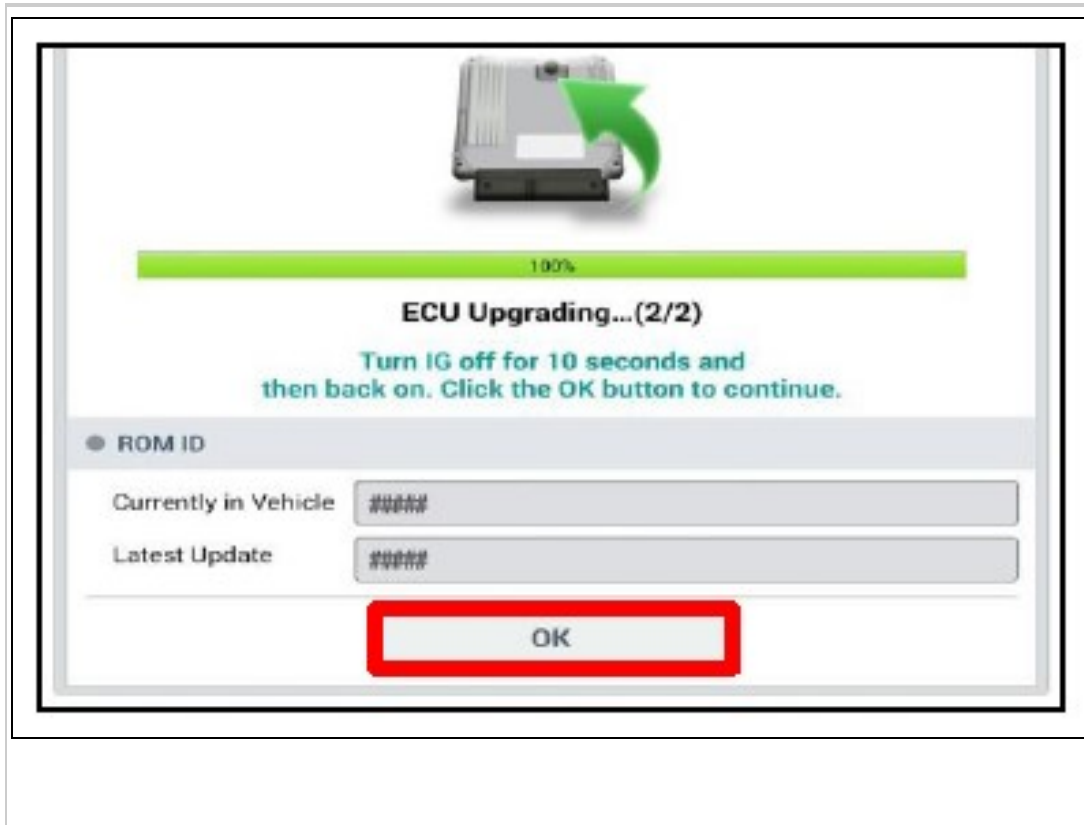 100%
ECU Upgrading...(2/2)
Turn IG off for 10 seconds and
then back on. Click the OK button to continue.
ROM ID
Currently in Vehicle #####
Latest Update #####
OK